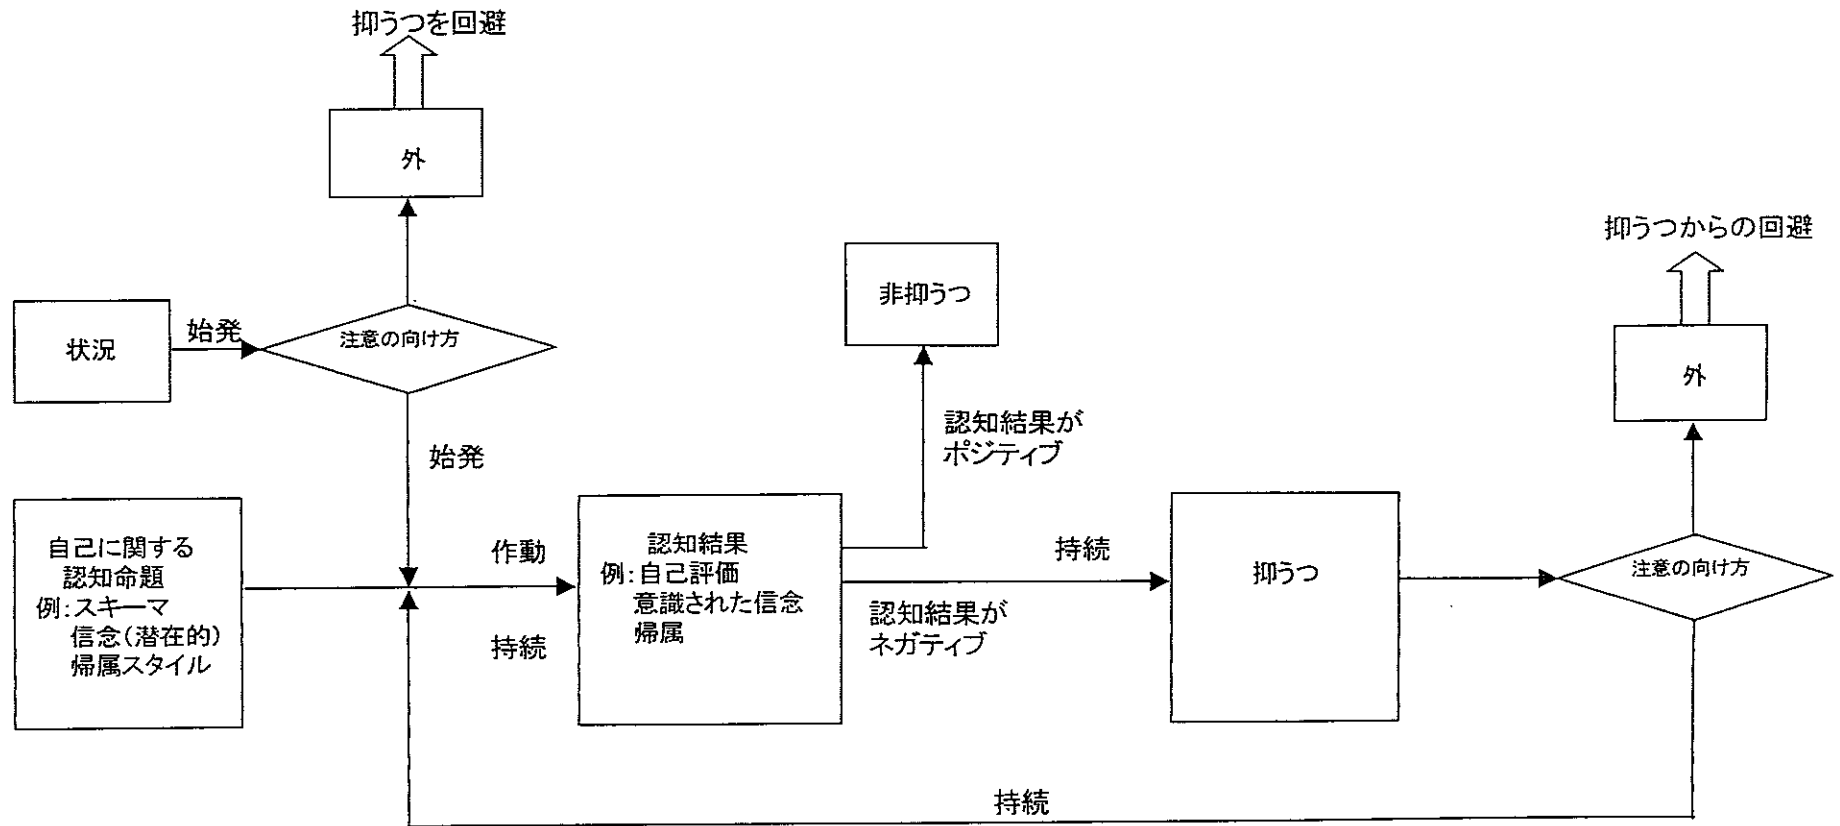 抑うつを回避
外
抑うつからの回避
非抑うつ
状況
始発
注意の向け方
外
認知結果が
ポジティブ
始発
自己に関する
認知命題
例:スキーマ
信念(潜在的)
帰属スタイル
作動
持続
認知結果
例:自己評価
意識された信念
帰属
持続
認知結果が
ネガティブ
抑うつ
注意の向け方
持続